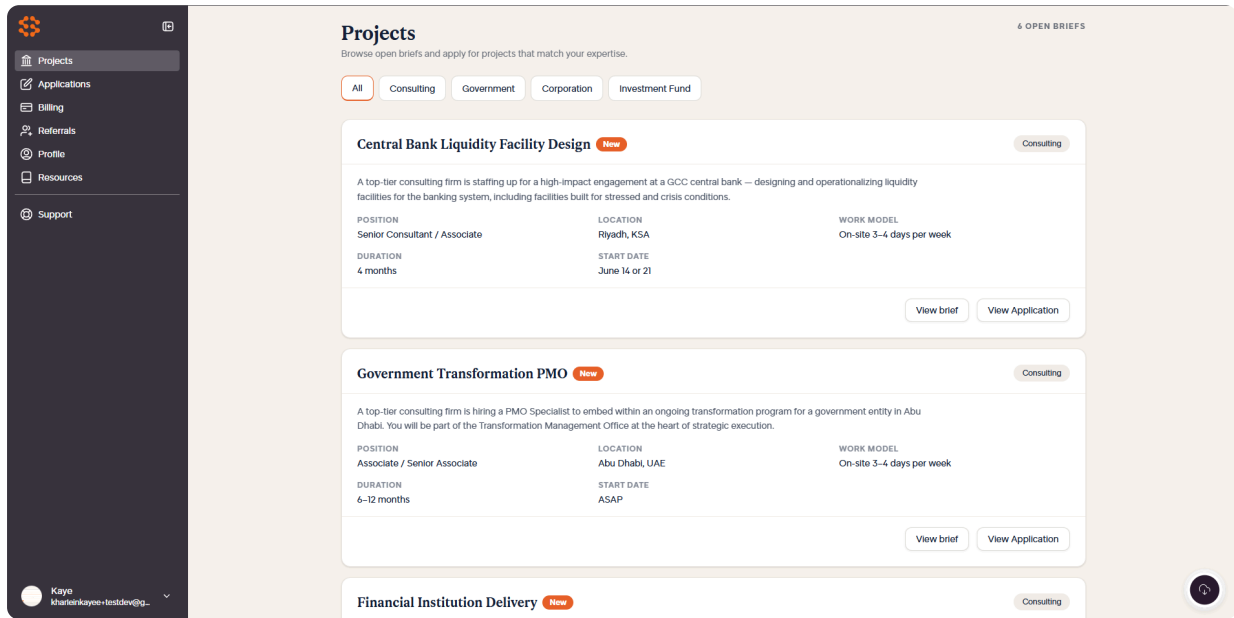 Projects
6 OPEN BRIEFS
Browse open briefs and apply for projects that match your expertise.
Projects
Applications
Billing
Referrals
Profile
Resources
Support
All
Consulting
Government
Corporation
Investment Fund
Central Bank Liquidity Facility Design
New
Consulting
A top-tier consulting firm is staffing up for a high-impact engagement at a GCC central bank — designing and operationalizing liquidity
facilities for the banking system, including facilities built for stressed and crisis conditions.
POSITION
Senior Consultant / Associate
LOCATION
Riyadh, KSA
WORK MODEL
On-site 3–4 days per week
DURATION
4 months
START DATE
June 14 or 21
View brief
View Application
Government Transformation PMO
New
Consulting
A top-tier consulting firm is hiring a PMO Specialist to embed within an ongoing transformation program for a government entity in Abu
Dhabi. You will be part of the Transformation Management Office at the heart of strategic execution.
POSITION
Associate / Senior Associate
LOCATION
Abu Dhabi, UAE
WORK MODEL
On-site 3–4 days per week
DURATION
6–12 months
START DATE
ASAP
View brief
View Application
Financial Institution Delivery
New
Consulting
Kaye
kharleinkayee+testdev@g...